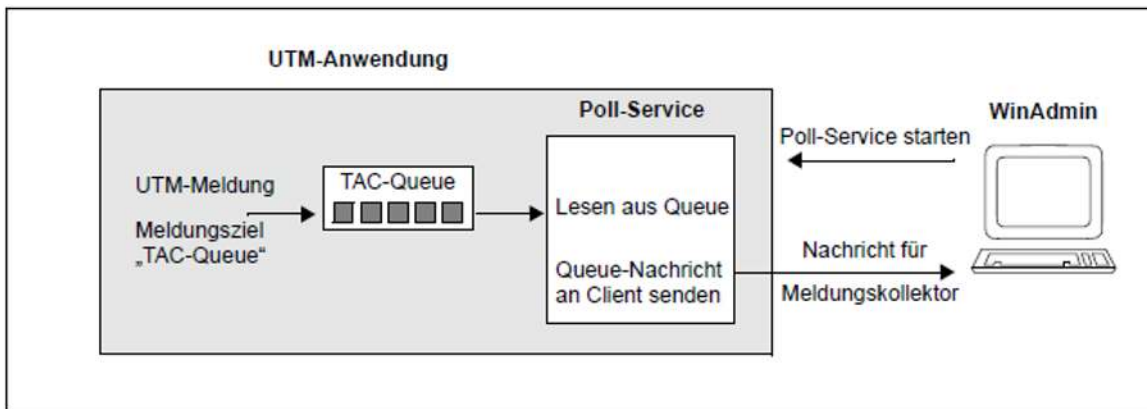 UTM-Anwendung
Poll-Service
WinAdmin
Poll-Service starten
UTM-Meldung
TAC-Queue
Lesen aus Queue
Meldungsziel
„TAC-Queue“
Queue-Nachricht
an Client senden
Nachricht für
Meldungskollektor